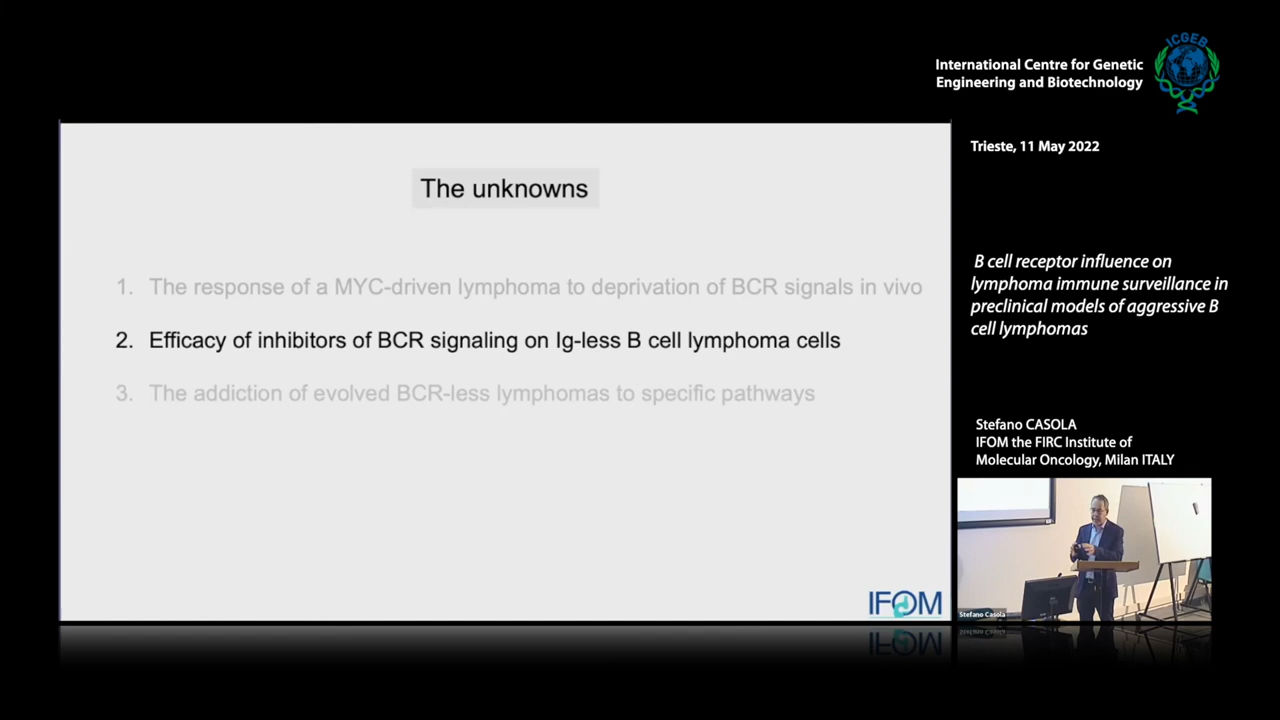 ICGEB
International Centre for Genetic
Engineering and Biotechnology
Trieste, 11 May 2022
The unknowns
1. The response of a MYC-driven lymphoma to deprivation of BCR signals in vivo
2. Efficacy of inhibitors of BCR signaling on Ig-less B cell lymphoma cells
3. The addiction of evolved BCR-less lymphomas to specific pathways
IFOM
B cell receptor influence on
lymphoma immune surveillance in
preclinical models of aggressive B
cell lymphomas
Stefano CASOLA
IFOM the FIRC Institute of
Molecular Oncology, Milan ITALY
Stefano Casola